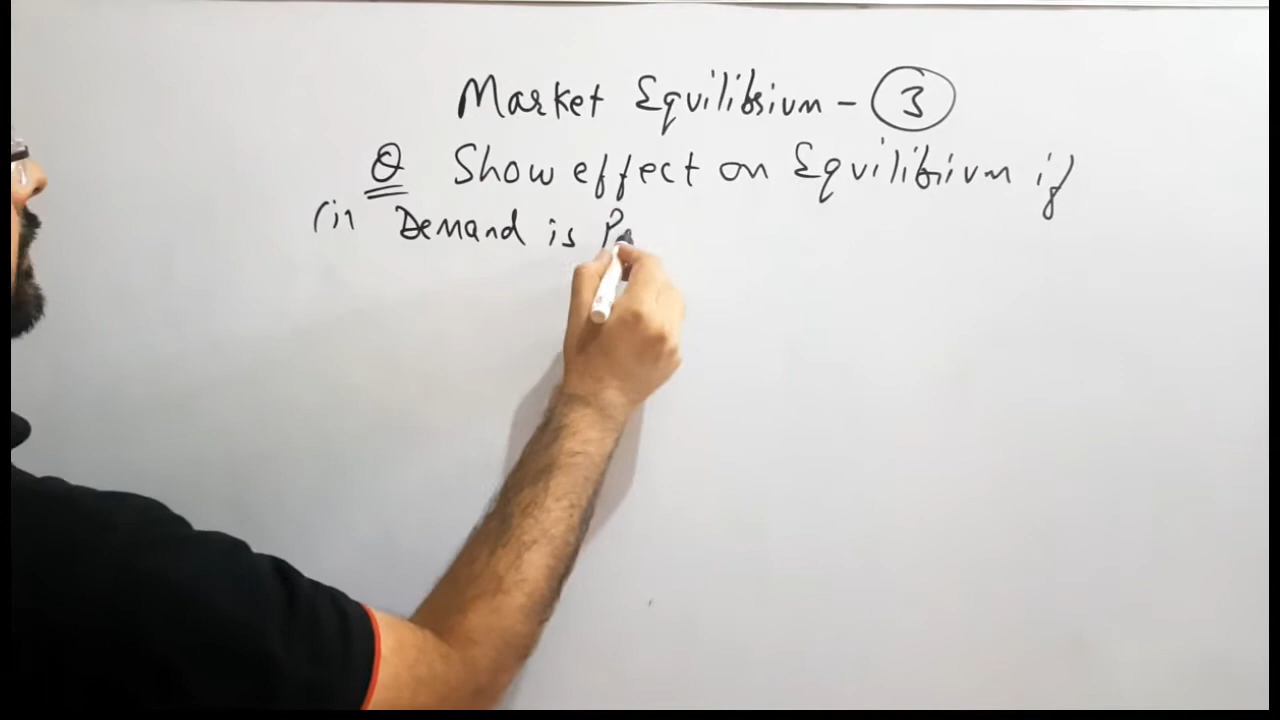 Market Equilibrium - 3
Q Show effect on Equilibrium if
(i) Demand is